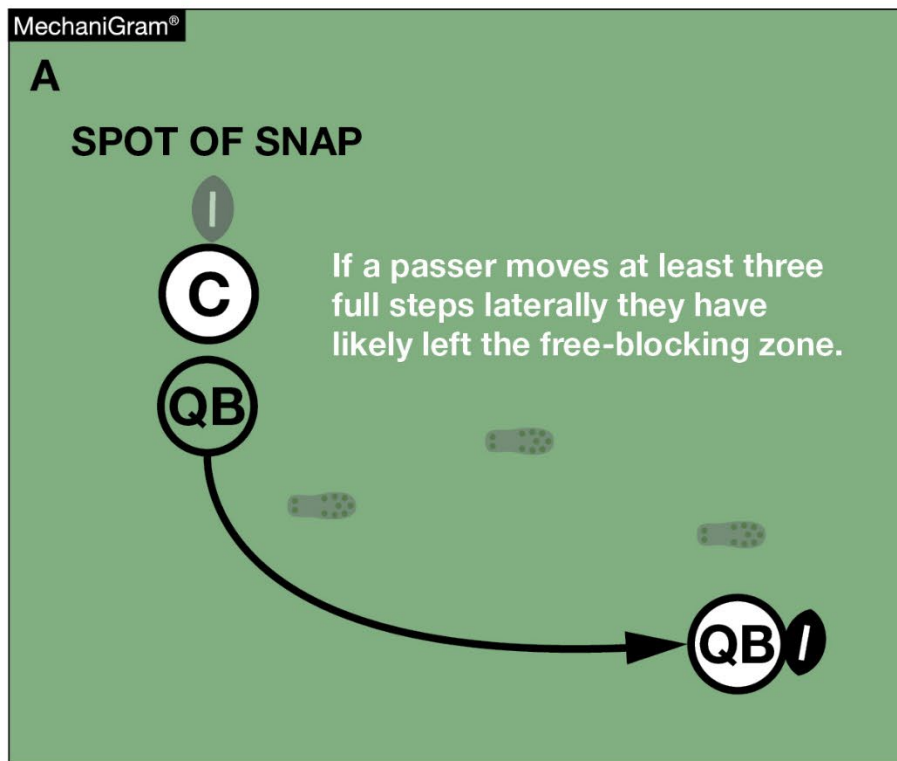 MechaniGram®
A
SPOT OF SNAP
C
If a passer moves at least three
full steps laterally they have
likely left the free-blocking zone.
QB
QB